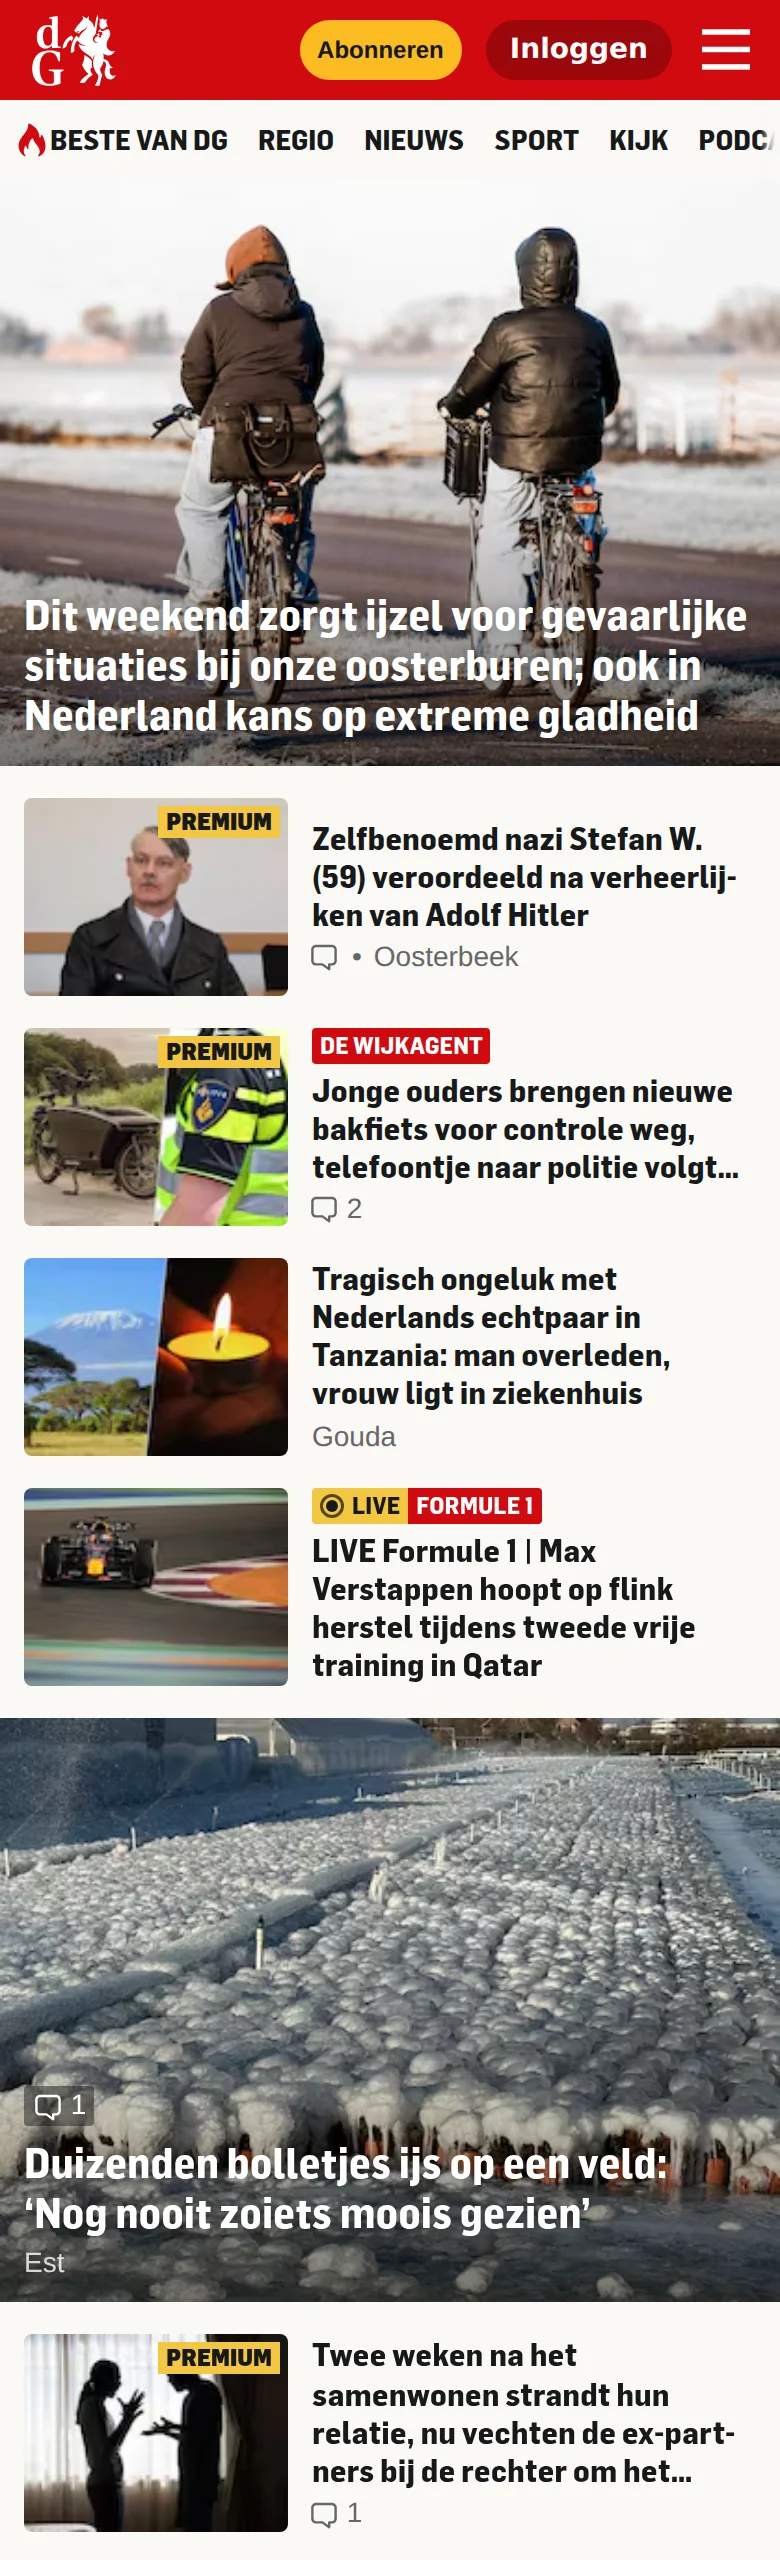 dG
Abonneren
Inloggen
BESTE VAN DG REGIO NIEUWS SPORT KIJK
Dit weekend zorgt ijzel voor gevaarlijke
situaties bij onze oosterburen; ook in
Nederland kans op extreme gladheid
PREMIUM
Zelfbenoemd nazi Stefan W.
(59) veroordeeld na verheerlij-
ken van Adolf Hitler
• Oosterbeek
PREMIUM
DE WIJKAGENT
Jonge ouders brengen nieuwe
bakfiets voor controle weg,
telefoontje naar politie volgt...
2
Tragisch ongeluk met
Nederlands echtpaar in
Tanzania: man overleden,
vrouw ligt in ziekenhuis
Gouda
LIVE FORMULE 1
LIVE Formule 1 | Max
Verstappen hoopt op flink
herstel tijdens tweede vrije
training in Qatar
1
Duizenden bolletjes ijs op een veld:
‘Nog nooit zoiets moois gezien’
Est
PREMIUM
Twee weken na het
samenwonen strandt hun
relatie, nu vechten de ex-part-
ners bij de rechter om het...
1